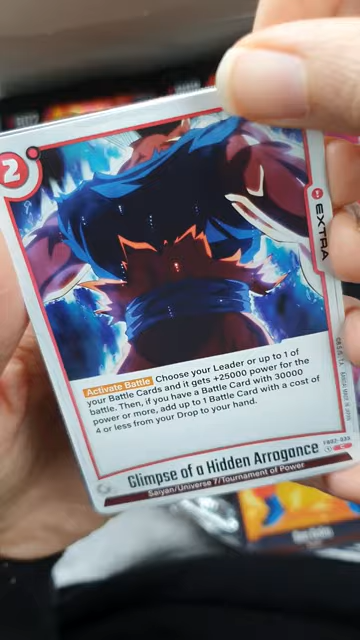 2
EXTRA
Activate Battle Choose your Leader or up to 1 of
your Battle Cards and it gets +25000 power for the
battle. Then, if you have a Battle Card with 30000
power or more, add up to 1 Battle Card with a cost of
4 or less from your Drop to your hand.
FB02-033
Glimpse of a Hidden Arrogance
Saiyan/Universe 7/Tournament of Power